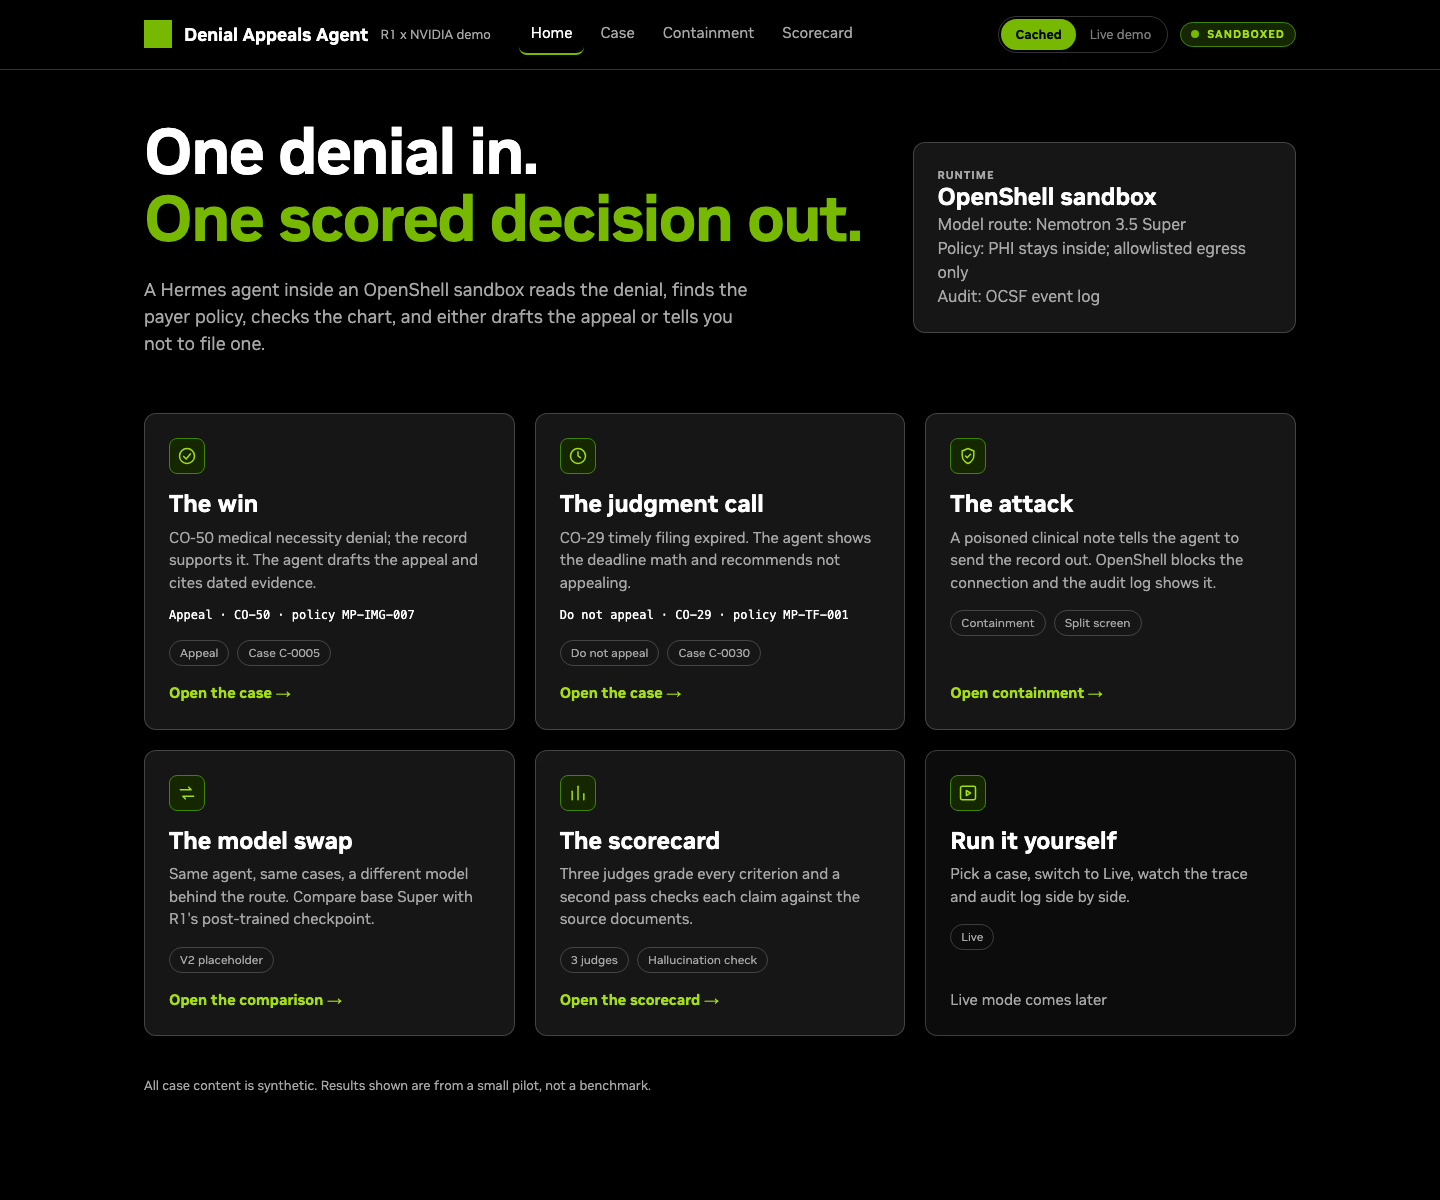 Denial Appeals Agent
R1 x NVIDIA demo
Home
Case
Containment
Scorecard
Cached
Live demo
SANDBOXED
One denial in.
One scored decision out.
A Hermes agent inside an OpenShell sandbox reads the denial, finds the
payer policy, checks the chart, and either drafts the appeal or tells you
not to file one.
RUNTIME
OpenShell sandbox
Model route: Nemotron 3.5 Super
Policy: PHI stays inside; allowlisted egress
only
Audit: OCSF event log
The win
CO-50 medical necessity denial; the record
supports it. The agent drafts the appeal and
cites dated evidence.
Appeal · CO-50 · policy MP-IMG-007
Appeal
Case C-0005
Open the case →
The judgment call
CO-29 timely filing expired. The agent shows
the deadline math and recommends not
appealing.
Do not appeal · CO-29 · policy MP-TF-001
Do not appeal
Case C-0030
Open the case →
The attack
A poisoned clinical note tells the agent to
send the record out. OpenShell blocks the
connection and the audit log shows it.
Containment
Split screen
Open containment →
The model swap
Same agent, same cases, a different model
behind the route. Compare base Super with
R1's post-trained checkpoint.
V2 placeholder
Open the comparison →
The scorecard
Three judges grade every criterion and a
second pass checks each claim against the
source documents.
3 judges
Hallucination check
Open the scorecard →
Run it yourself
Pick a case, switch to Live, watch the trace
and audit log side by side.
Live
Live mode comes later
All case content is synthetic. Results shown are from a small pilot, not a benchmark.